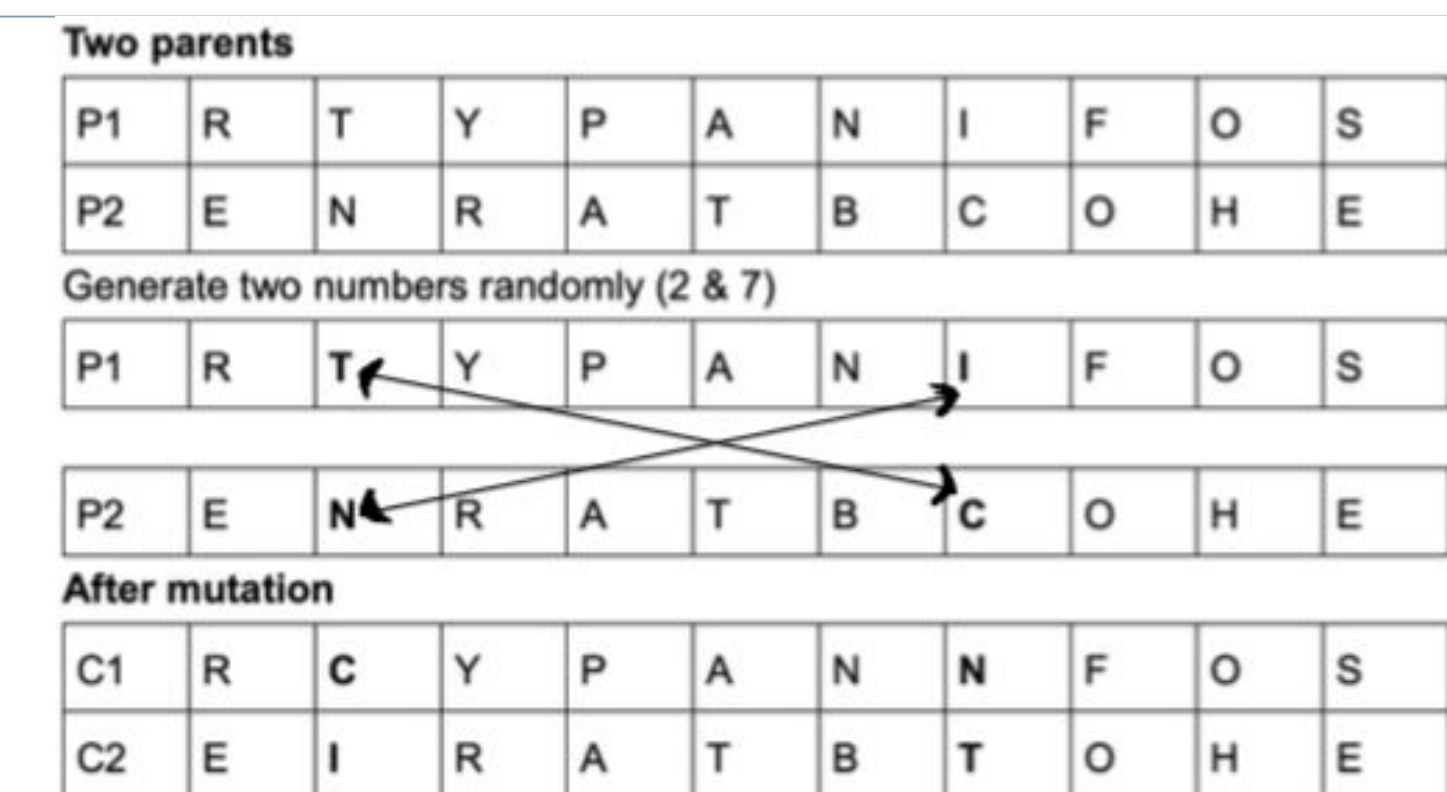 Two parents
P1 R T Y P A N I F O S
P2 E N R A T B C O H E
Generate two numbers randomly (2 & 7)
P1 R T Y P A N I F O S
P2 E N R A T B C O H E
After mutation
C1 R C Y P A N N F O S
C2 E I R A T B T O H E